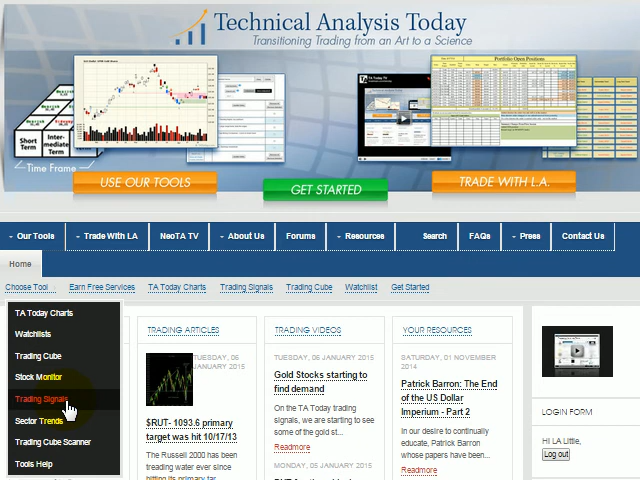 Technical Analysis Today
Transitioning Trading from an Art to a Science
Short Term
Inter-mediate Term
Time Frame
Portfolio Open Positions
USE OUR TOOLS
GET STARTED
TRADE WITH L.A.
Our Tools
Trade With LA
NeoTA TV
About Us
Forums
Resources
Search
FAQs
Press
Contact Us
Home
Choose Tool
Earn Free Services
TA Today Charts
Trading Signals
Trading Cube
Watchlist
Get Started
TA Today Charts
Watchlists
Trading Cube
Stock Monitor
Trading Signals
Sector Trends
Trading Cube Scanner
Tools Help
TRADING ARTICLES
TUESDAY, 06 JANUARY 2015
$RUT- 1093.6 primary
target was hit 10/17/13
The Russell 2000 has been
treading water ever since
hitting its primary far
TRADING VIDEOS
TUESDAY, 06 JANUARY 2015
Gold Stocks starting to
find demand
On the TA Today trading
signals, we are starting to see
some of the gold st...
Readmore
MONDAY, 05 JANUARY 2015
YOUR RESOURCES
SATURDAY, 01 NOVEMBER
2014
Patrick Barron: The End
of the US Dollar
Imperium - Part 2
In our desire to continually
educate, Patrick Barron
whose papers have been...
Readmore
LOGIN FORM
Hi LA Little,
Log out